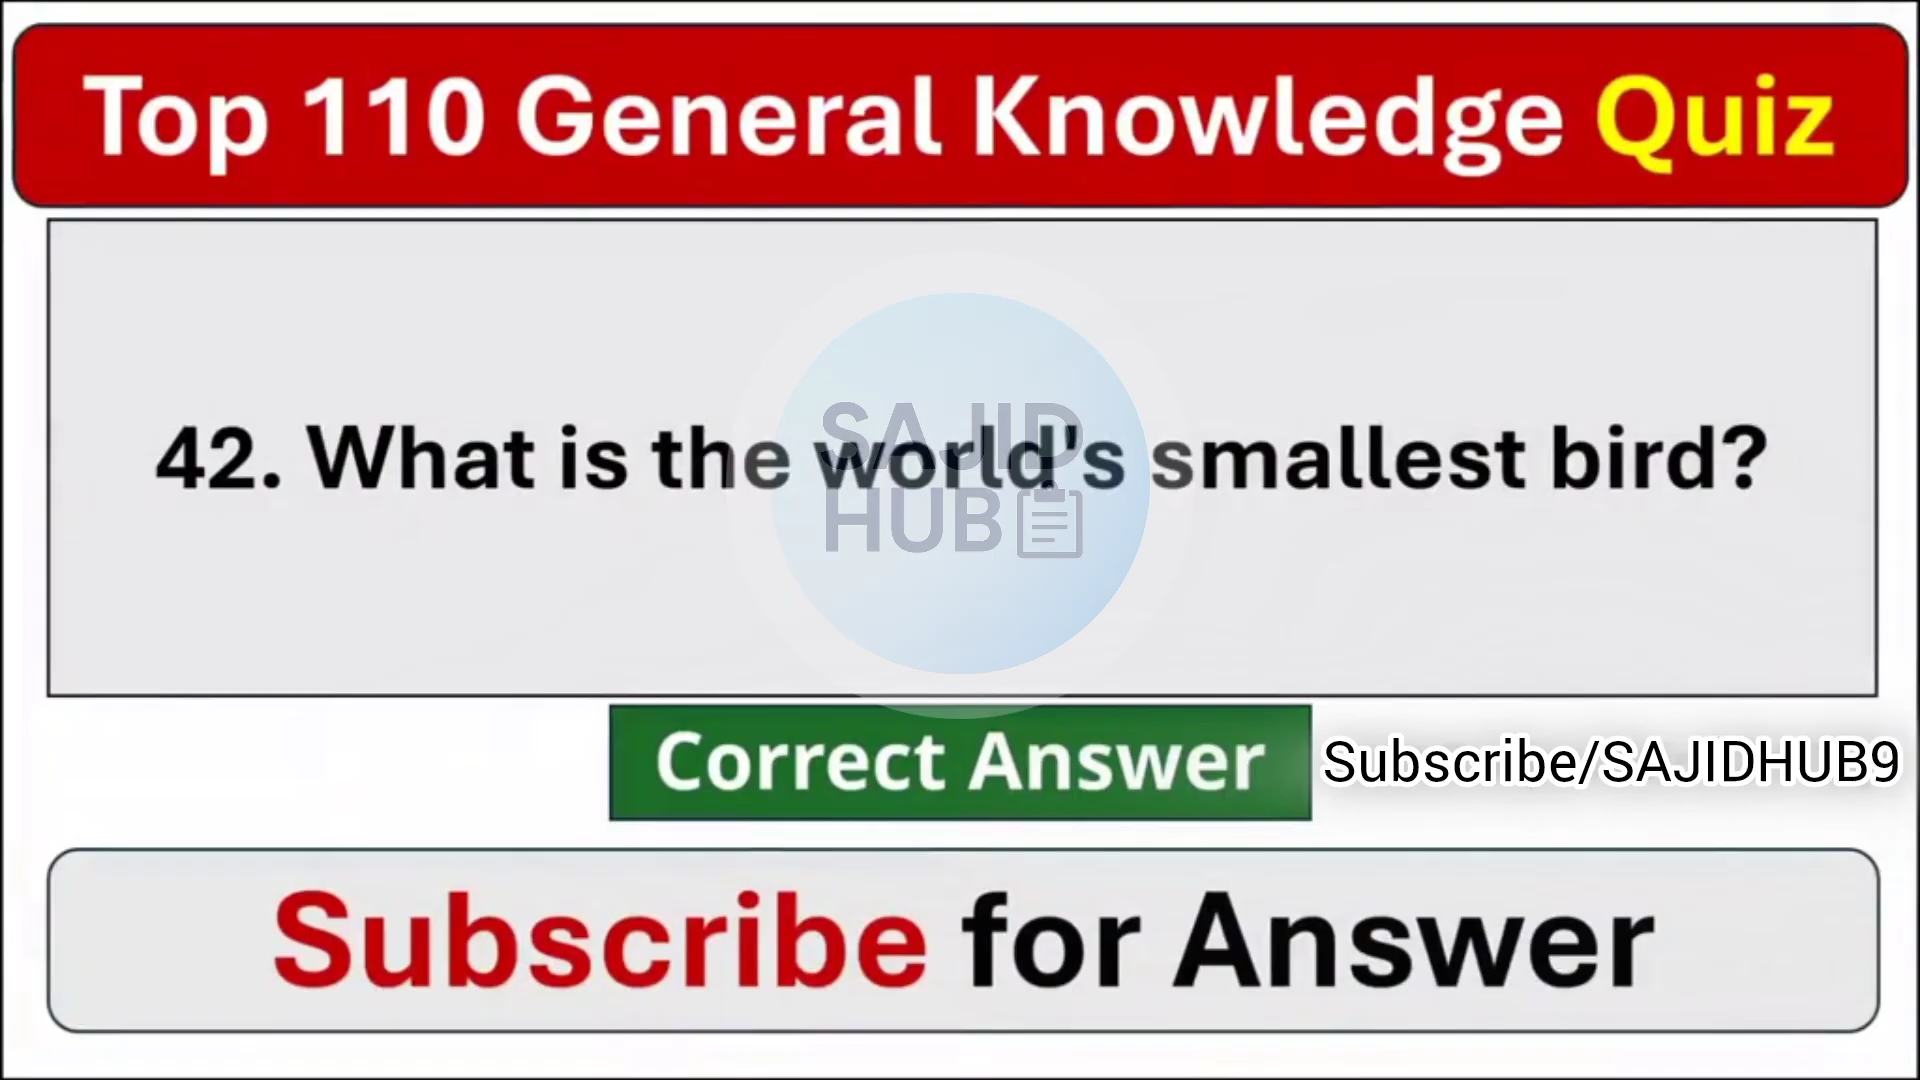 Top 110 General Knowledge Quiz
42. What is the world's smallest bird?
SAJID
HUB
Correct Answer
Subscribe/SAJIDHUB9
Subscribe for Answer